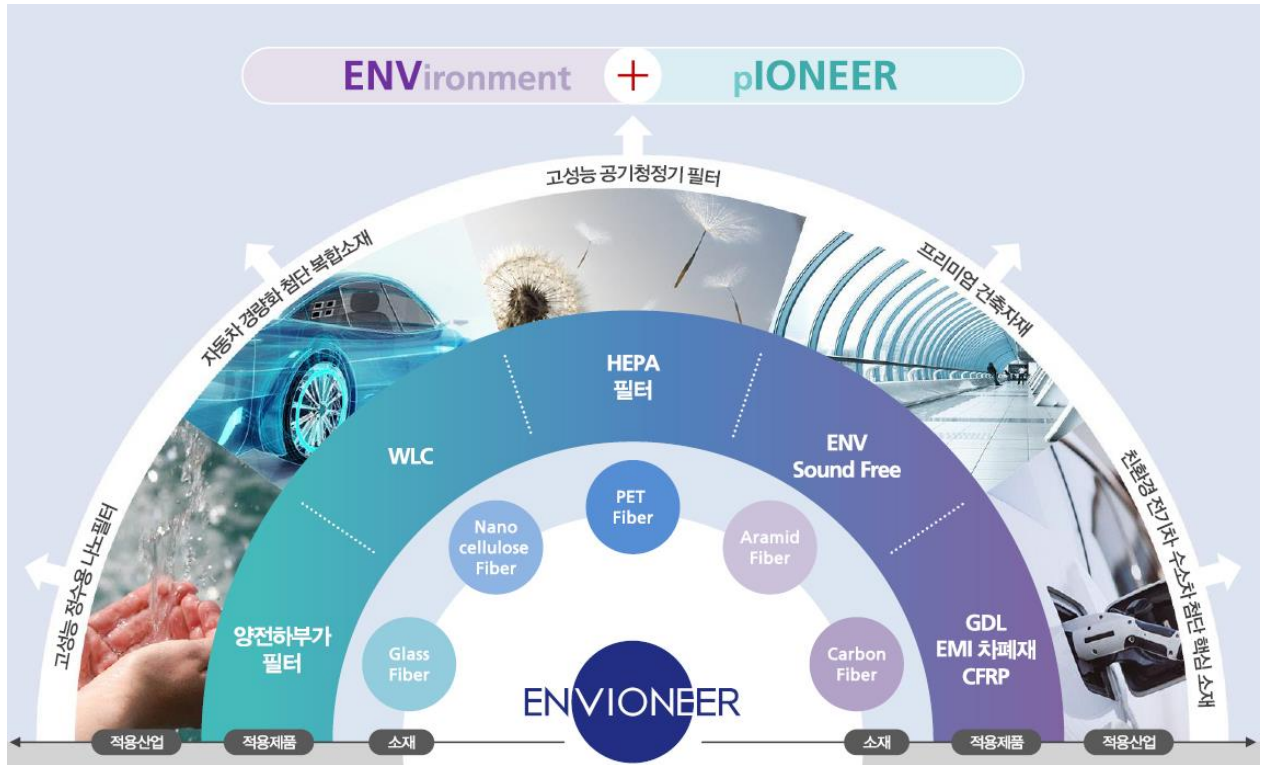 ENVironment + pIONEER
고성능 공기청정기 필터
자동차 경량화 첨단 복합소재
프리미엄 건축자재
고성능 정수용 나노필터
친환경 전기차·수소차 첨단 핵심 소재
HEPA
필터
WLC
ENV
Sound Free
양전하부가
필터
GDL
EMI 차폐재
CFRP
PET
Fiber
Nano
cellulose
Fiber
Aramid
Fiber
Glass
Fiber
Carbon
Fiber
ENVIONEER
적용산업
적용제품
소재
소재
적용제품
적용산업